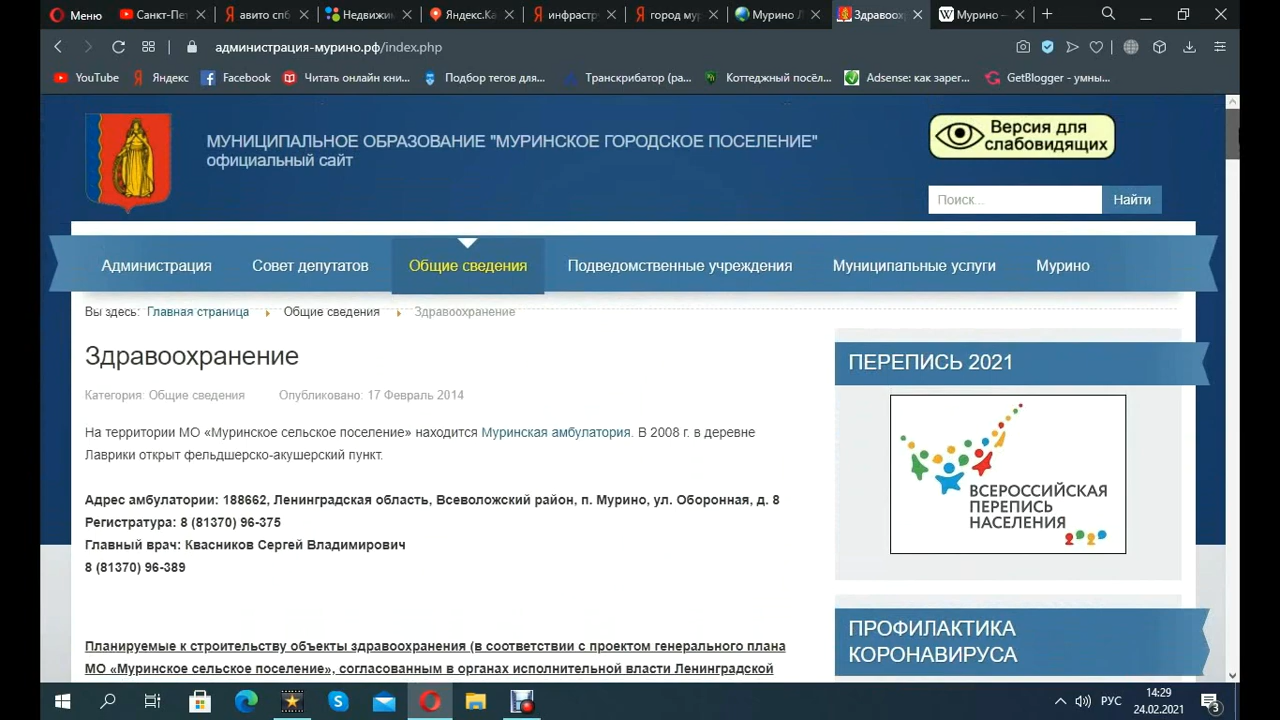 Меню
Санкт-Пе
авито спб
Недвижи
Яндекс.Ка
инфрастр
город му
Мурино Л
Здравоох
Мурино –
администрация-мурино.рф/index.php
YouTube
Яндекс
Facebook
Читать онлайн кни...
Подбор тегов для...
Транскрибатор (ра...
Коттеджный посёл...
Adsense: как зарег...
GetBlogger - умны...
МУНИЦИПАЛЬНОЕ ОБРАЗОВАНИЕ "МУРИНСКОЕ ГОРОДСКОЕ ПОСЕЛЕНИЕ"
официальный сайт
Версия для
слабовидящих
Поиск...
Найти
Администрация
Совет депутатов
Общие сведения
Подведомственные учреждения
Муниципальные услуги
Мурино
Вы здесь: Главная страница Общие сведения Здравоохранение
Здравоохранение
Категория: Общие сведения Опубликовано: 17 Февраль 2014
На территории МО «Муринское сельское поселение» находится Муринская амбулатория. В 2008 г. в деревне
Лаврики открыт фельдшерско-акушерский пункт.
Адрес амбулатории: 188662, Ленинградская область, Всеволожский район, п. Мурино, ул. Оборонная, д. 8
Регистратура: 8 (81370) 96-375
Главный врач: Квасников Сергей Владимирович
8 (81370) 96-389
Планируемые к строительству объекты здравоохранения (в соответствии с проектом генерального плана
МО «Муринское сельское поселение», согласованным в органах исполнительной власти Ленинградской
ПЕРЕПИСЬ 2021
ВСЕРОССИЙСКАЯ
ПЕРЕПИСЬ
НАСЕЛЕНИЯ
2020
ПРОФИЛАКТИКА
КОРОНАВИРУСА
РУС
14:29
24.02.2021
3